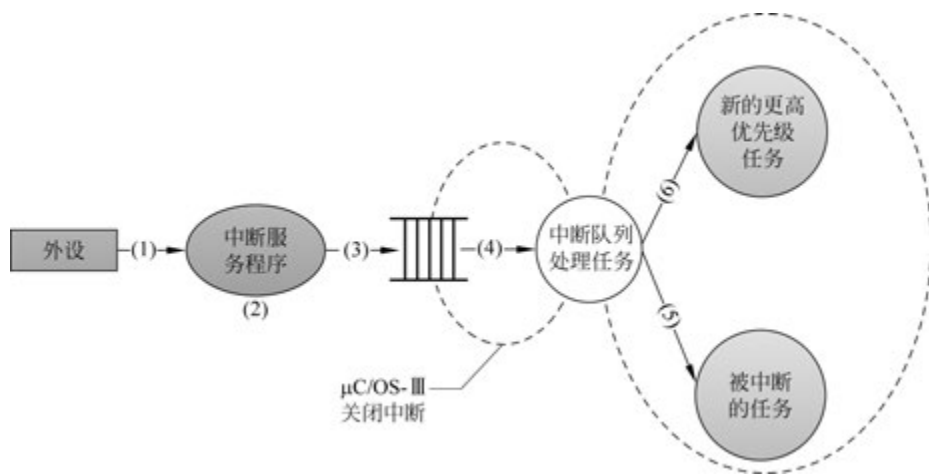 新的更高
优先级
任务
(6)
外设
(1)
中断服
务程序
(2)
(3)
(4)
中断队列
处理任务
(5)
μC/OS-Ⅲ
关闭中断
被中断
的任务